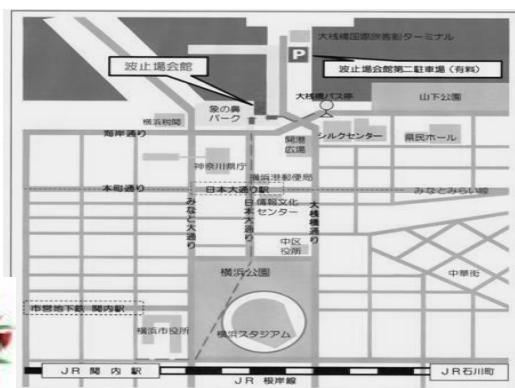 大桟橋国際旅客船ターミナル
P
波止場会館
波止場会館第二駐車場（有料）
大桟橋バス停
山下公園
象の鼻
パーク
横浜税関
海岸通り
開港
広場
シルクセンター
県民ホール
神奈川県庁
横浜港郵便局
本町通り
日本大通り駅
みなとみらい線
情報文化
センター
みなと大通り
日本大通り
大桟橋通り
中区
役所
横浜公園
中華街
市営地下鉄 関内駅
横浜市役所
横浜スタジアム
JR 関 内 駅
JR 根岸線
JR石川町